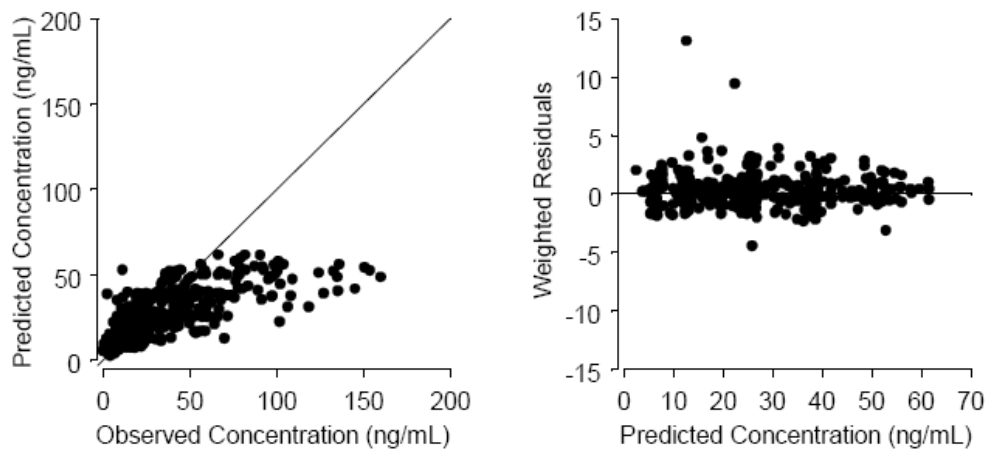 Predicted Concentration (ng/mL)
200
150
100
50
0
0 50 100 150 200
Observed Concentration (ng/mL)
Weighted Residuals
15
10
5
0
-5
-10
-15
0 10 20 30 40 50 60 70
Predicted Concentration (ng/mL)